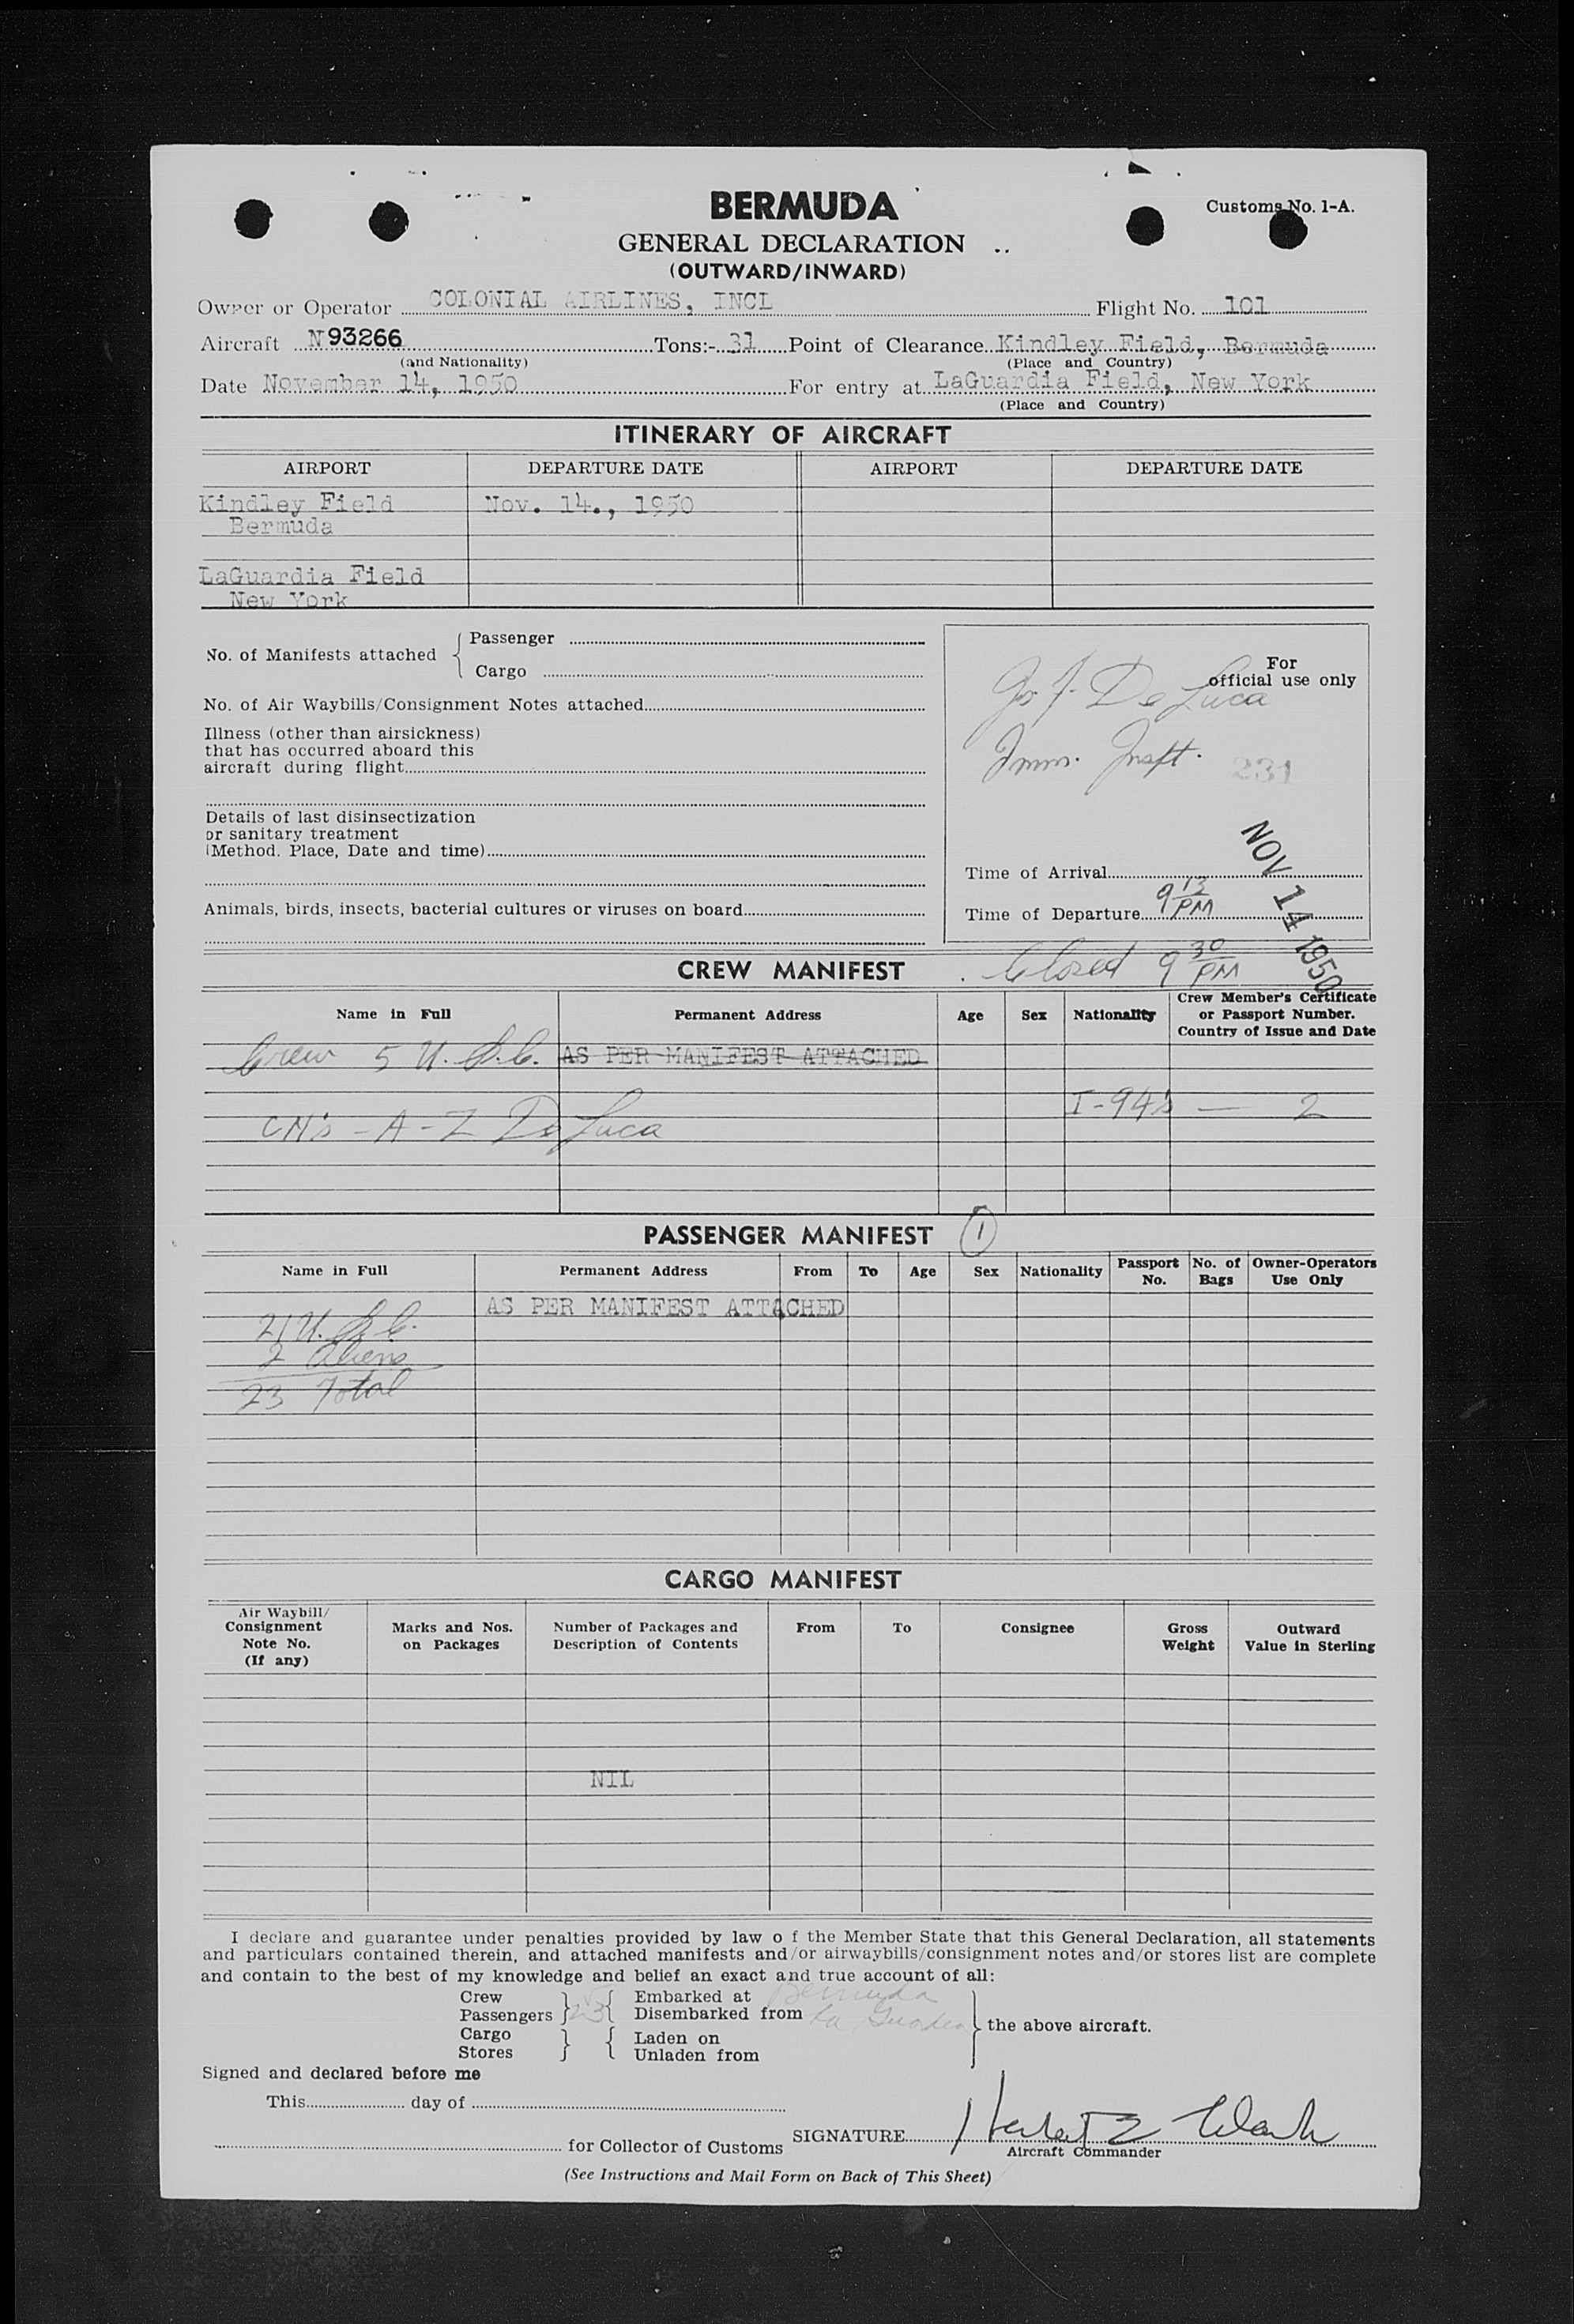 BERMUDA
Customs No. 1-A.
GENERAL DECLARATION
(OUTWARD/INWARD)
Owner or Operator COLONIAL AIRLINES, INCL Flight No. 101
Aircraft N93266 Tons:- 31 Point of Clearance Kindley Field, Bermuda
(and Nationality) (Place and Country)
Date November 14, 1950 For entry at LaGuardia Field, New York
(Place and Country)
ITINERARY OF AIRCRAFT
AIRPORT DEPARTURE DATE AIRPORT DEPARTURE DATE
Kindley Field Nov. 14., 1950
Bermuda
LaGuardia Field
New York
No. of Manifests attached { Passenger
Cargo
No. of Air Waybills/Consignment Notes attached
Illness (other than airsickness)
that has occurred aboard this
aircraft during flight
Details of last disinsectization
or sanitary treatment
(Method. Place, Date and time)
Animals, birds, insects, bacterial cultures or viruses on board
For
official use only
Jos J. De Luca
Imm. Inspt.
231
NOV 14 1950
Time of Arrival
Time of Departure 9 13 PM
CREW MANIFEST Closed 9 30 PM
Name in Full Permanent Address Age Sex Nationality Crew Member's Certificate
or Passport Number.
Country of Issue and Date
Crew 5 U.S.C. AS PER MANIFEST ATTACHED
I-94's — 2
CN's - A-Z De Luca
PASSENGER MANIFEST 1
Name in Full Permanent Address From To Age Sex Nationality Passport No. No. of Bags Owner-Operators Use Only
AS PER MANIFEST ATTACHED
21 U.S.C.
2 Aliens
23 Total
CARGO MANIFEST
Air Waybill/ Consignment Note No. (If any) Marks and Nos. on Packages Number of Packages and Description of Contents From To Consignee Gross Weight Outward Value in Sterling
NIL
I declare and guarantee under penalties provided by law o f the Member State that this General Declaration, all statements
and particulars contained therein, and attached manifests and/or airwaybills/consignment notes and/or stores list are complete
and contain to the best of my knowledge and belief an exact and true account of all:
Crew 5 Embarked at Bermuda
Passengers 23 Disembarked from La Guardia
the above aircraft.
Cargo Laden on
Stores Unladen from
Signed and declared before me
This day of
for Collector of Customs
SIGNATURE Herbert E Clark
Aircraft Commander
(See Instructions and Mail Form on Back of This Sheet)